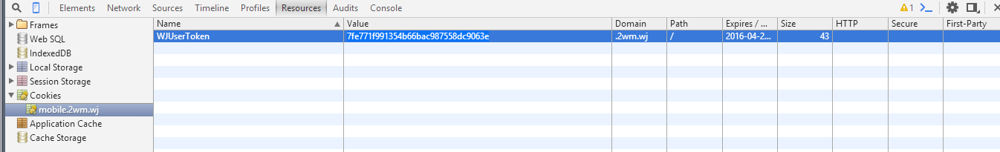 Elements Network Sources Timeline Profiles Resources Audits Console 1
Frames
Web SQL
IndexedDB
Local Storage
Session Storage
Cookies
mobile.2wm.wj
Application Cache
Cache Storage
Name Value Domain Path Expires / ... Size HTTP Secure First-Party
WJUserToken 7fe771f991354b66bac987558dc9063e .2wm.wj / 2016-04-2... 43